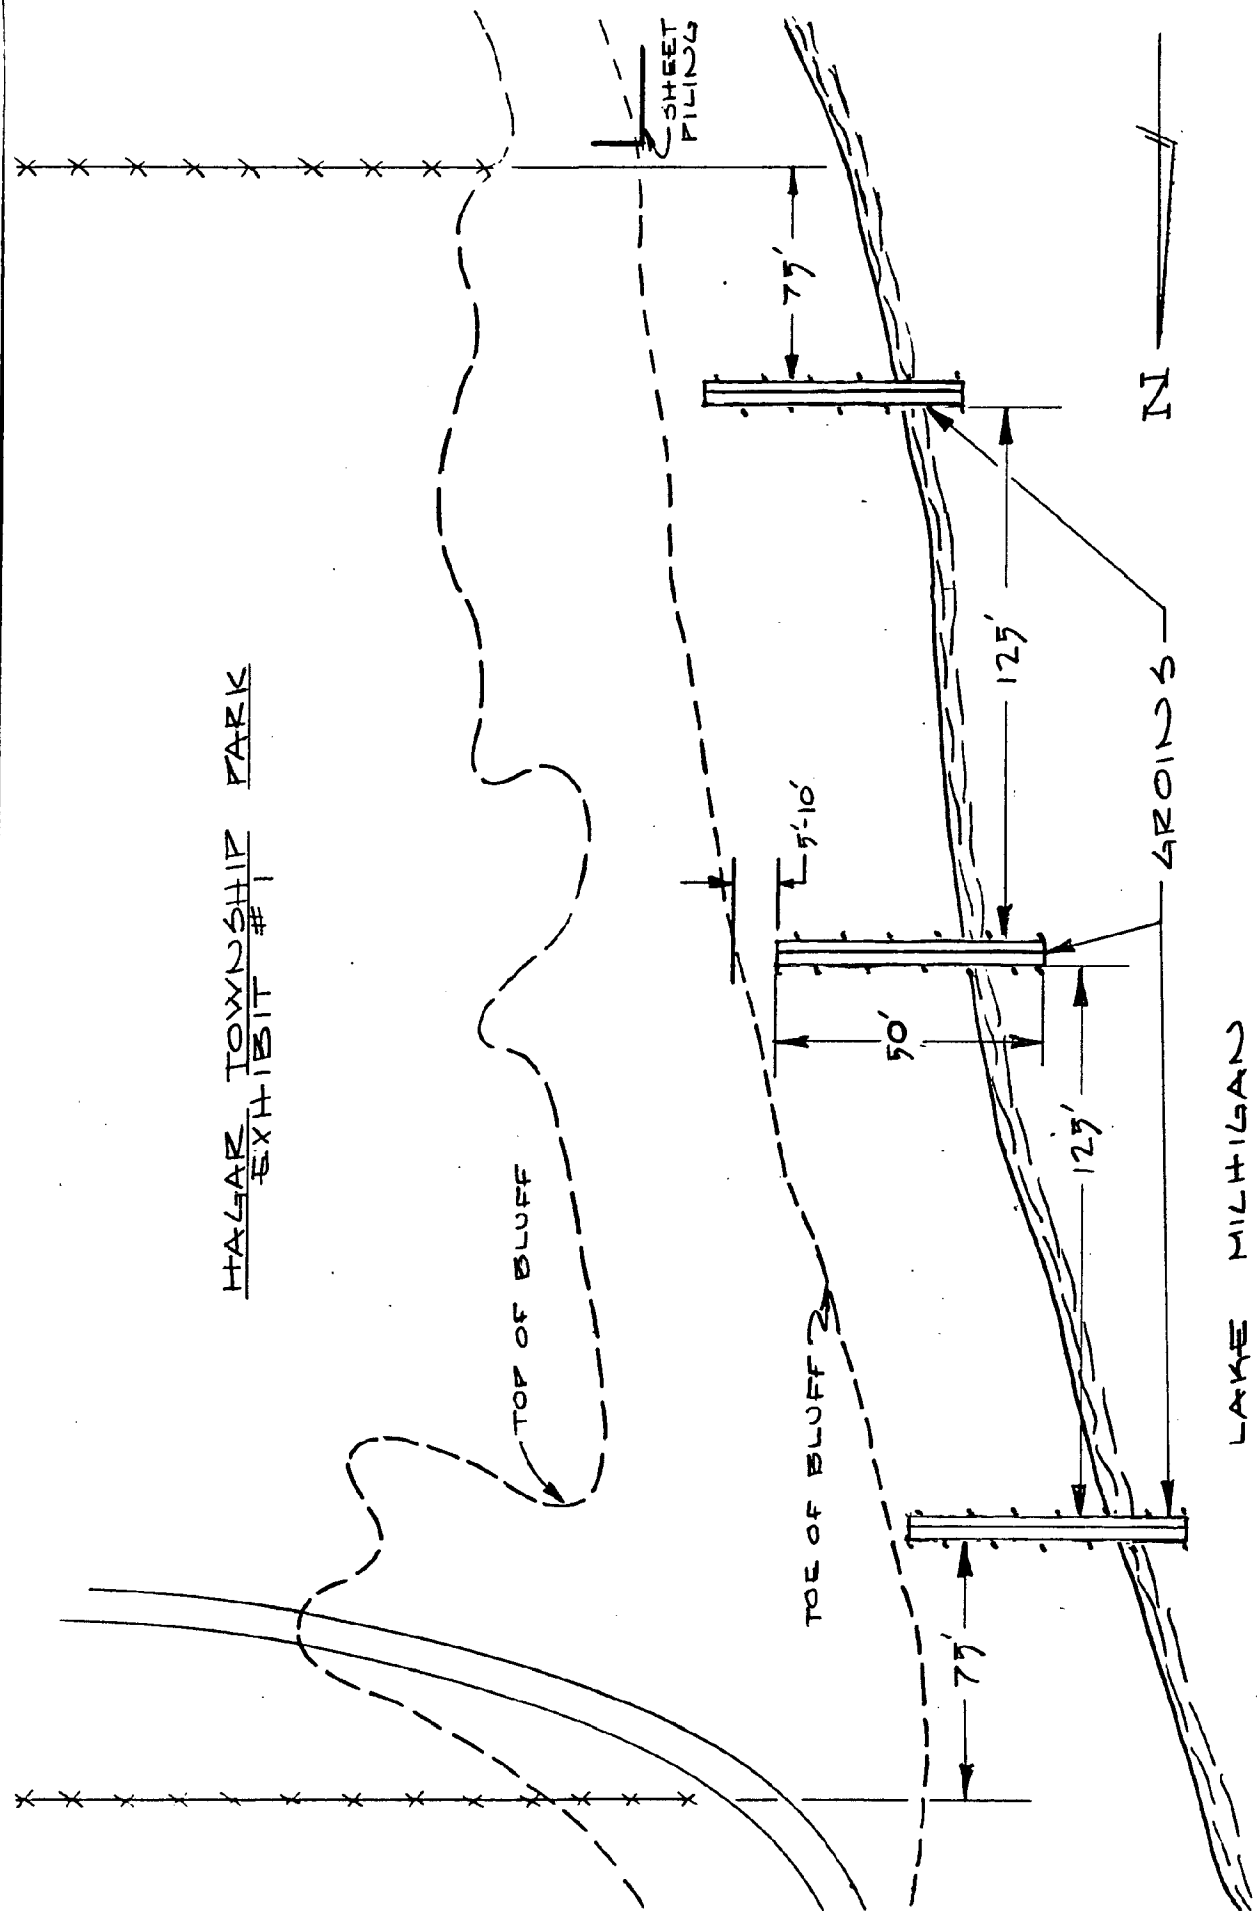 HAGAR TOWNSHIP PARK
EXHIBIT #1
TOP OF BLUFF
TOE OF BLUFF
SHEET
PILING
75'
125'
5'-10'
50'
125'
75'
GROINS
N
LAKE MICHIGAN